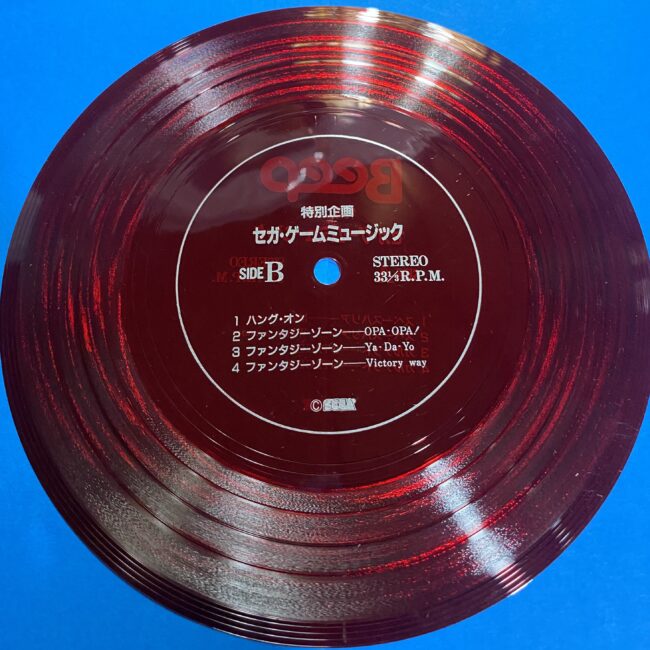 Beep
特別企画
セガ・ゲームミュージック
SIDE B
STEREO
33⅓R.P.M.
1 ハング・オン
2 ファンタジーゾーン──OPA-OPA!
3 ファンタジーゾーン──Ya-Da-Yo
4 ファンタジーゾーン──Victory way
© SEGA